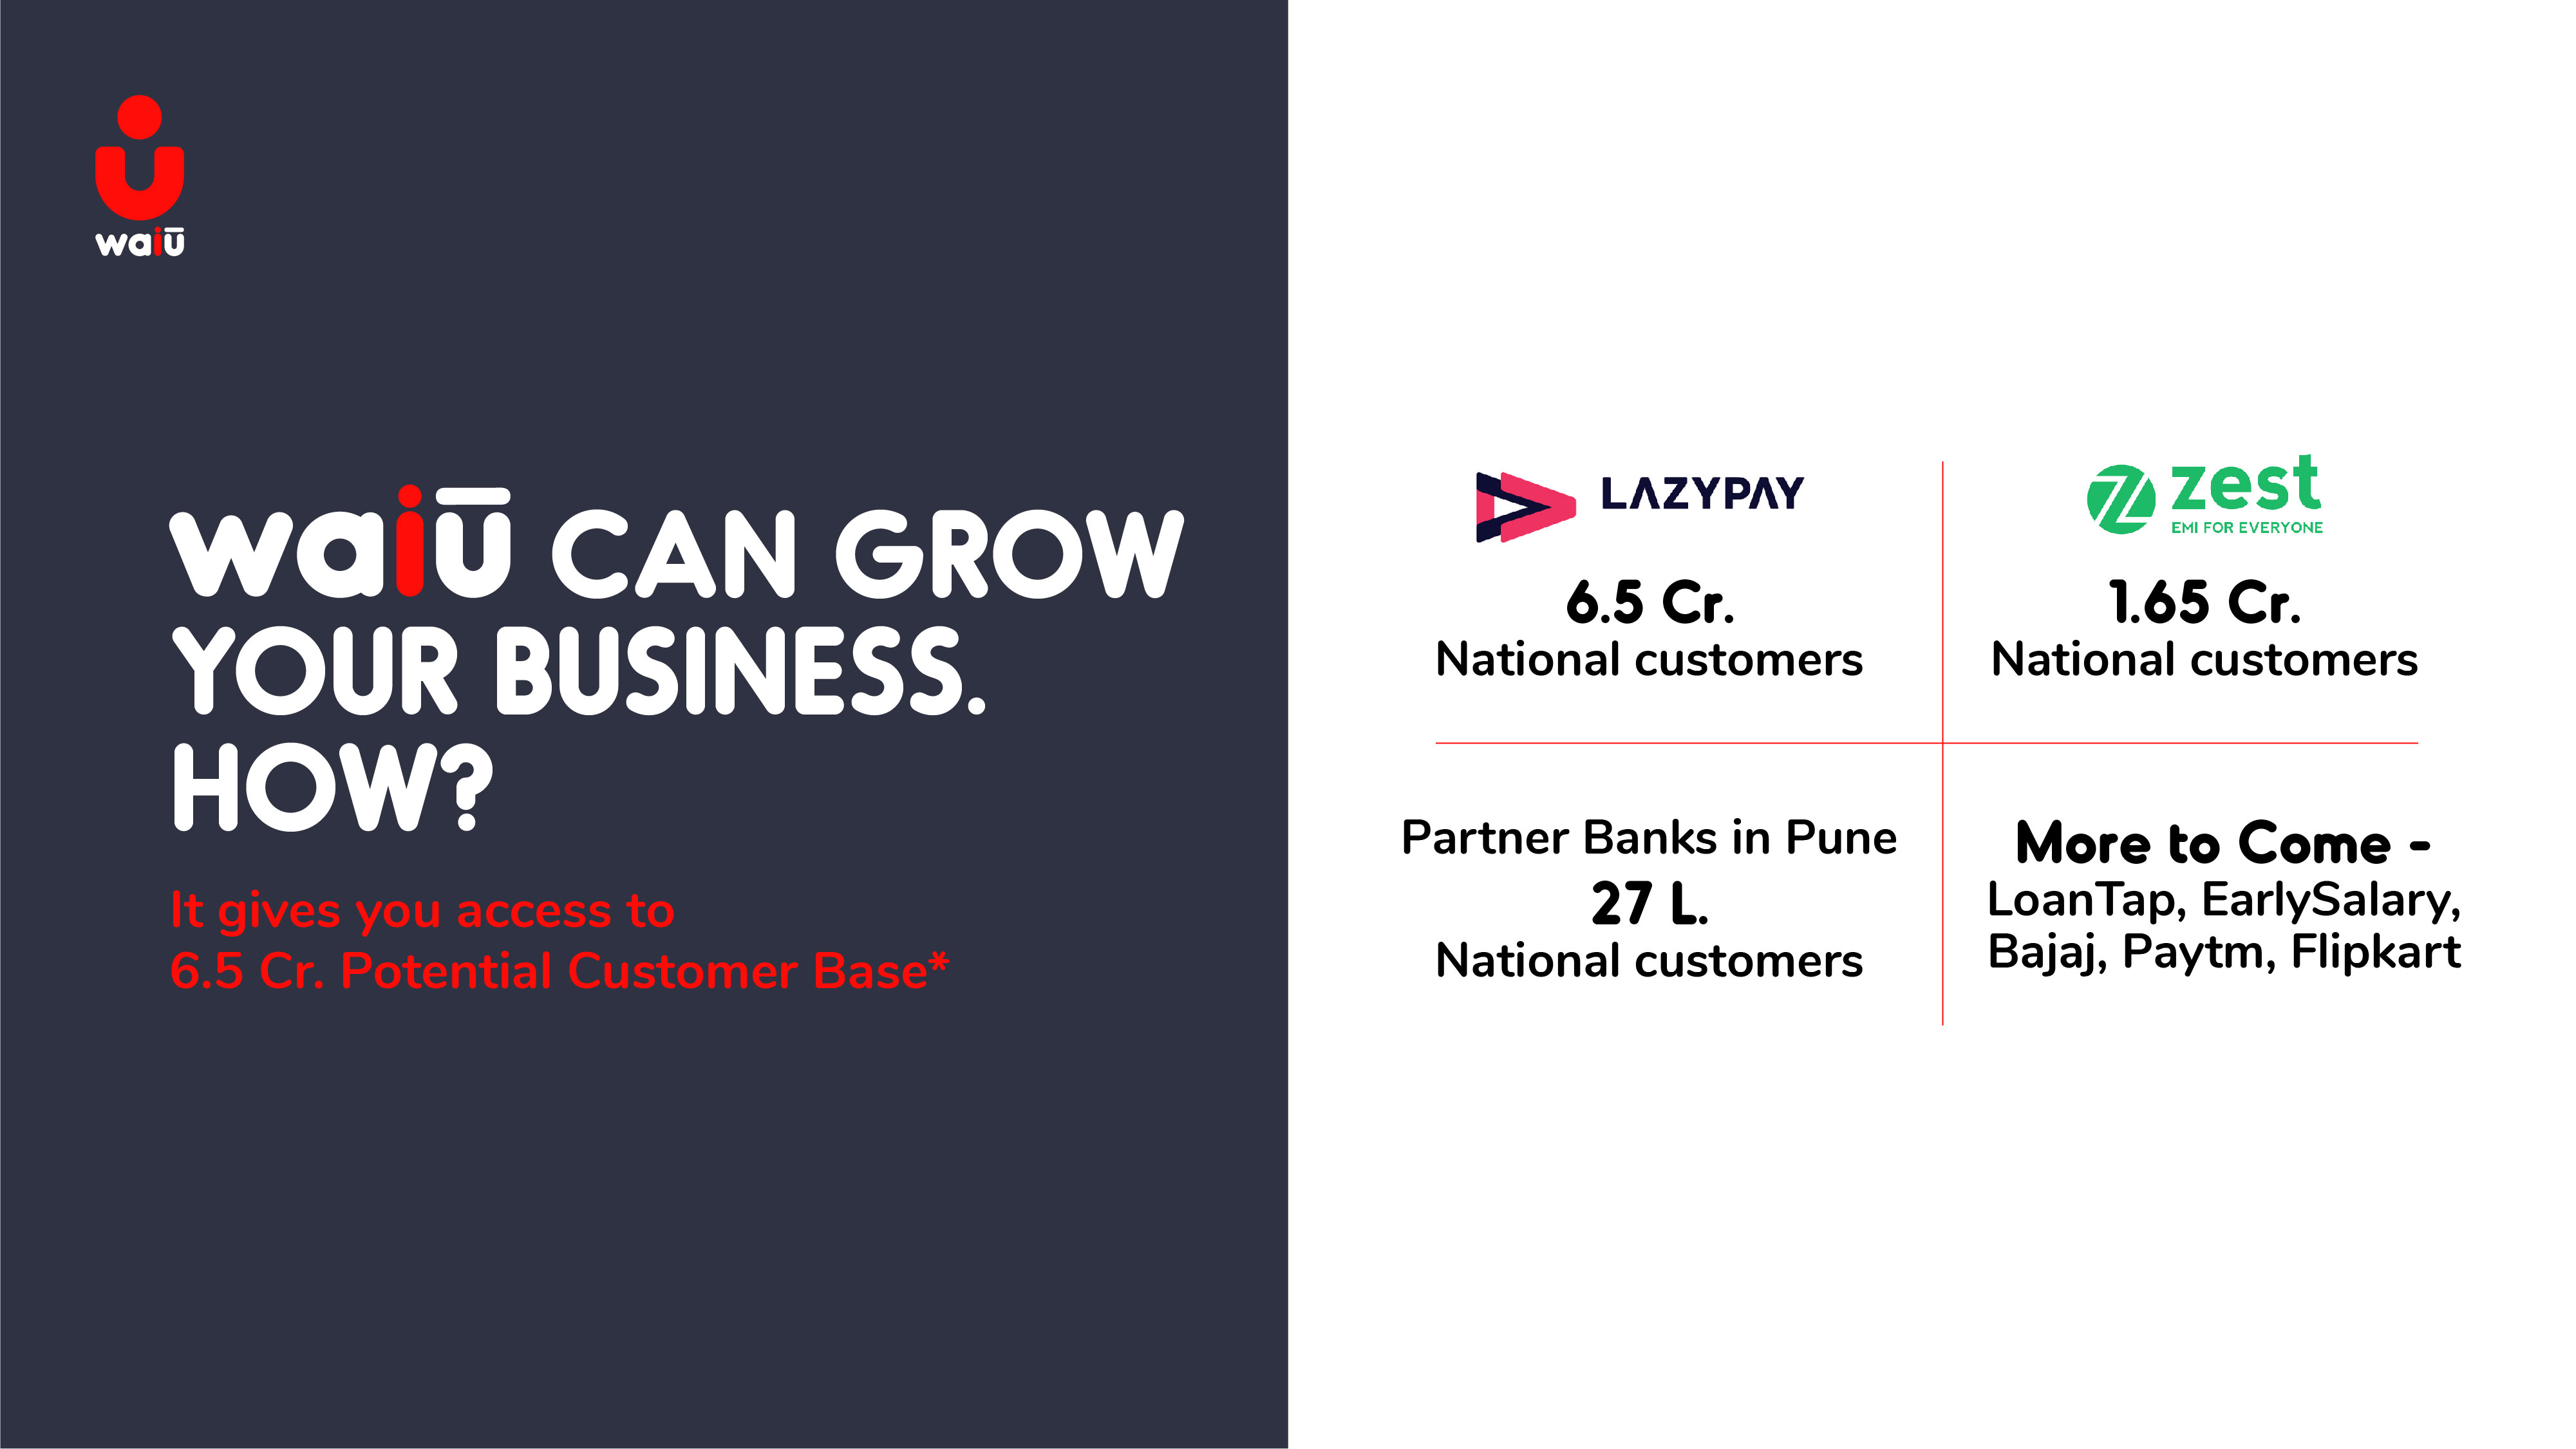 waiū
waiū CAN GROW
YOUR BUSINESS.
HOW?
It gives you access to
6.5 Cr. Potential Customer Base*
LAZYPAY
6.5 Cr.
National customers
zest
EMI FOR EVERYONE
1.65 Cr.
National customers
Partner Banks in Pune
27 L.
National customers
More to Come -
LoanTap, EarlySalary,
Bajaj, Paytm, Flipkart